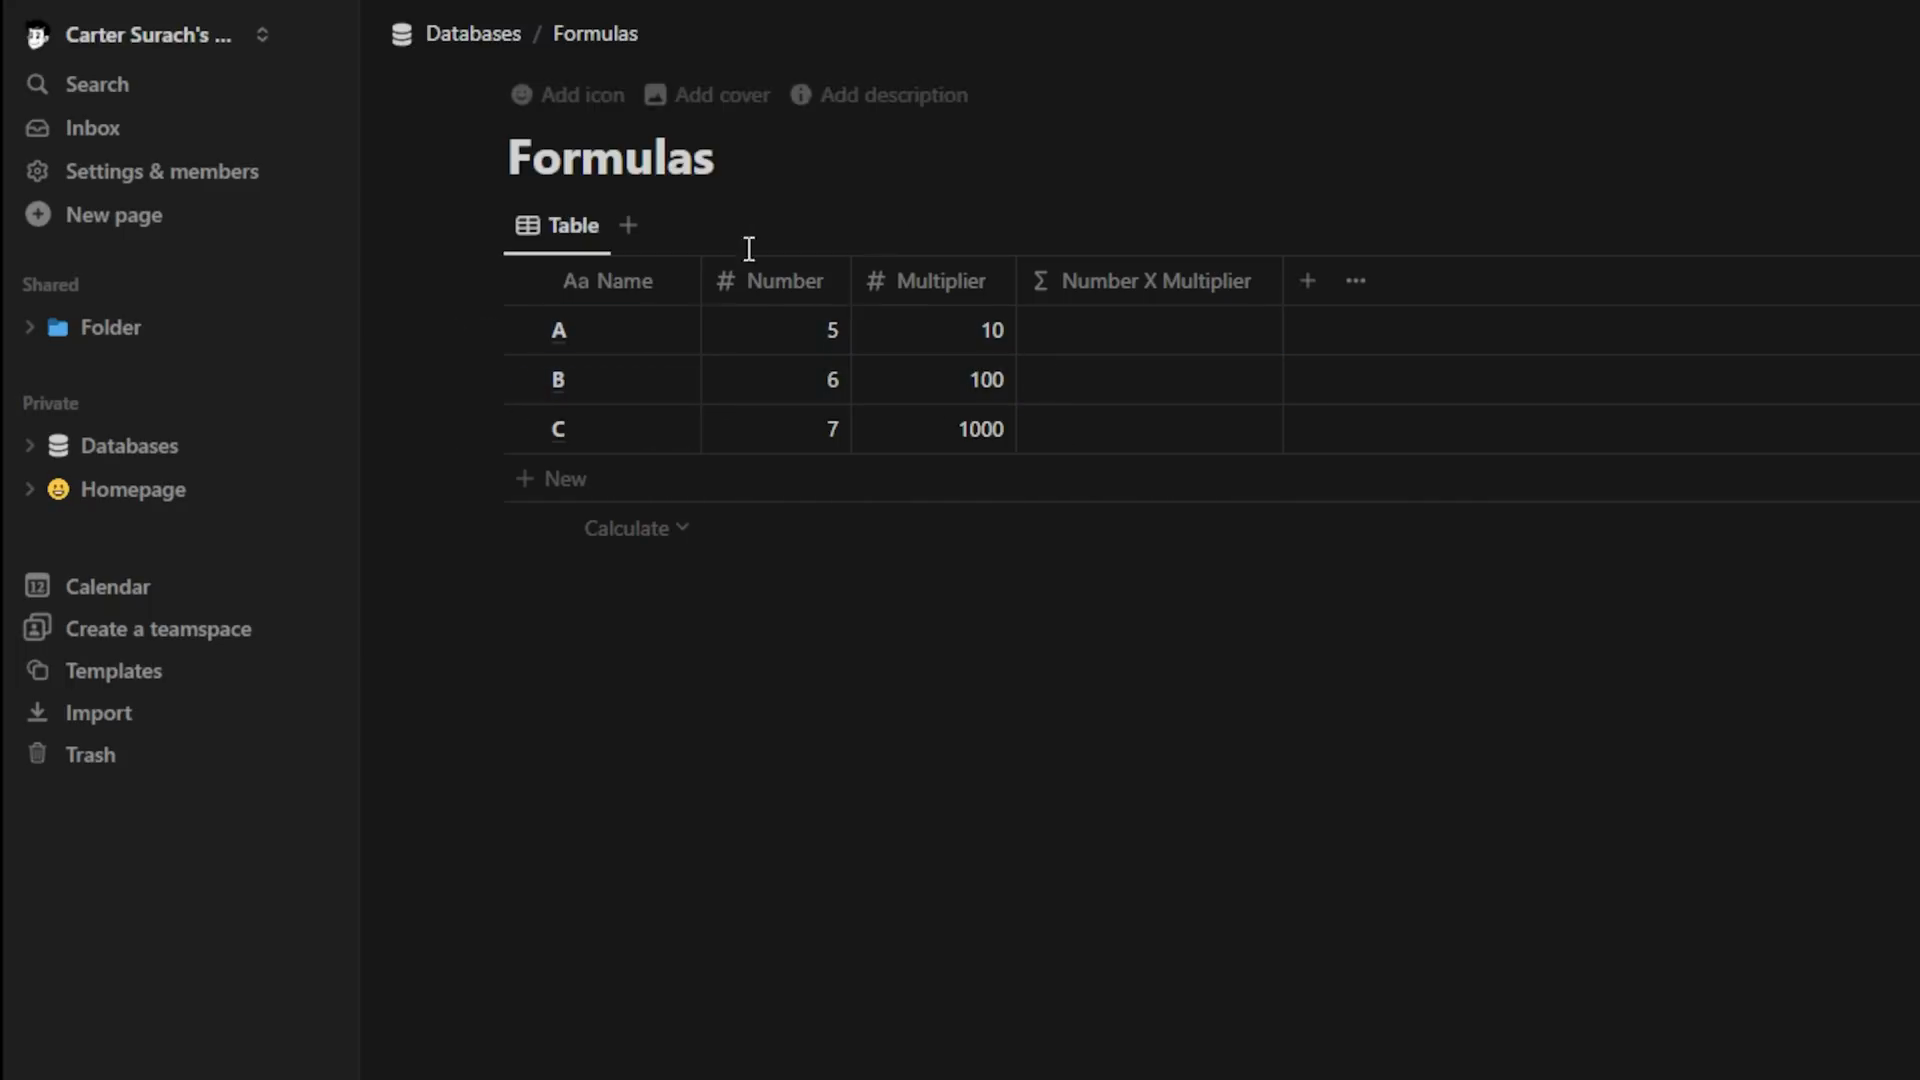 Carter Surach's ...
Search
Inbox
Settings & members
New page
Shared
Folder
Private
Databases
Homepage
12 Calendar
Create a teamspace
Templates
Import
Trash
Databases / Formulas
Add icon Add cover Add description
Formulas
Table +
Aa Name # Number # Multiplier Σ Number X Multiplier + ...
A 5 10
B 6 100
C 7 1000
+ New
Calculate